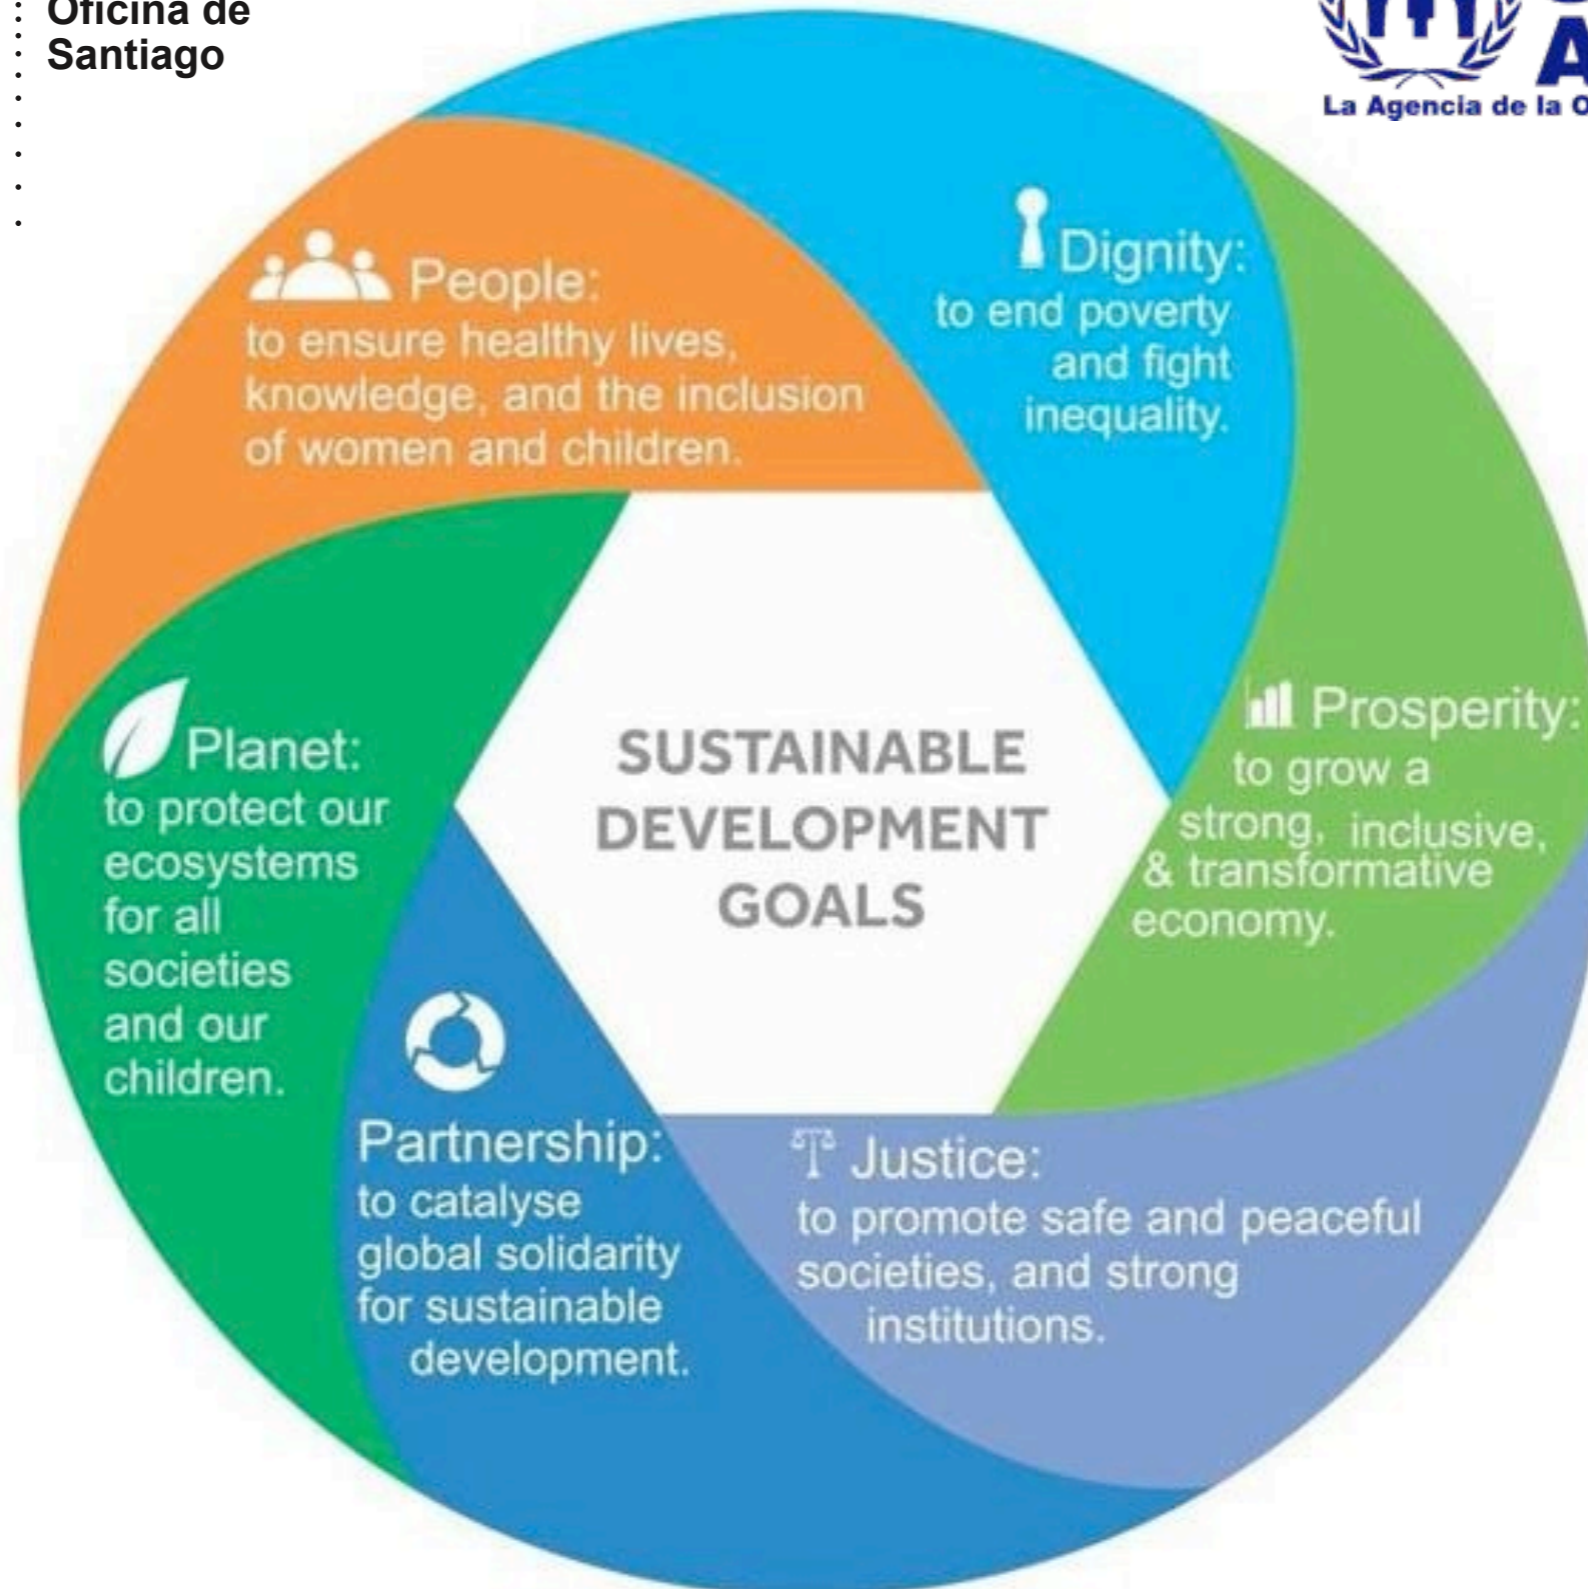 Oficina de
Santiago
La Agencia de la
People:
to ensure healthy lives,
knowledge, and the inclusion
of women and children.
Dignity:
to end poverty
and fight
inequality.
Prosperity:
to grow a
strong, inclusive,
& transformative
economy.
Justice:
to promote safe and peaceful
societies, and strong
institutions.
Partnership:
to catalyse
global solidarity
for sustainable
development.
Planet:
to protect our
ecosystems
for all
societies
and our
children.
SUSTAINABLE
DEVELOPMENT
GOALS